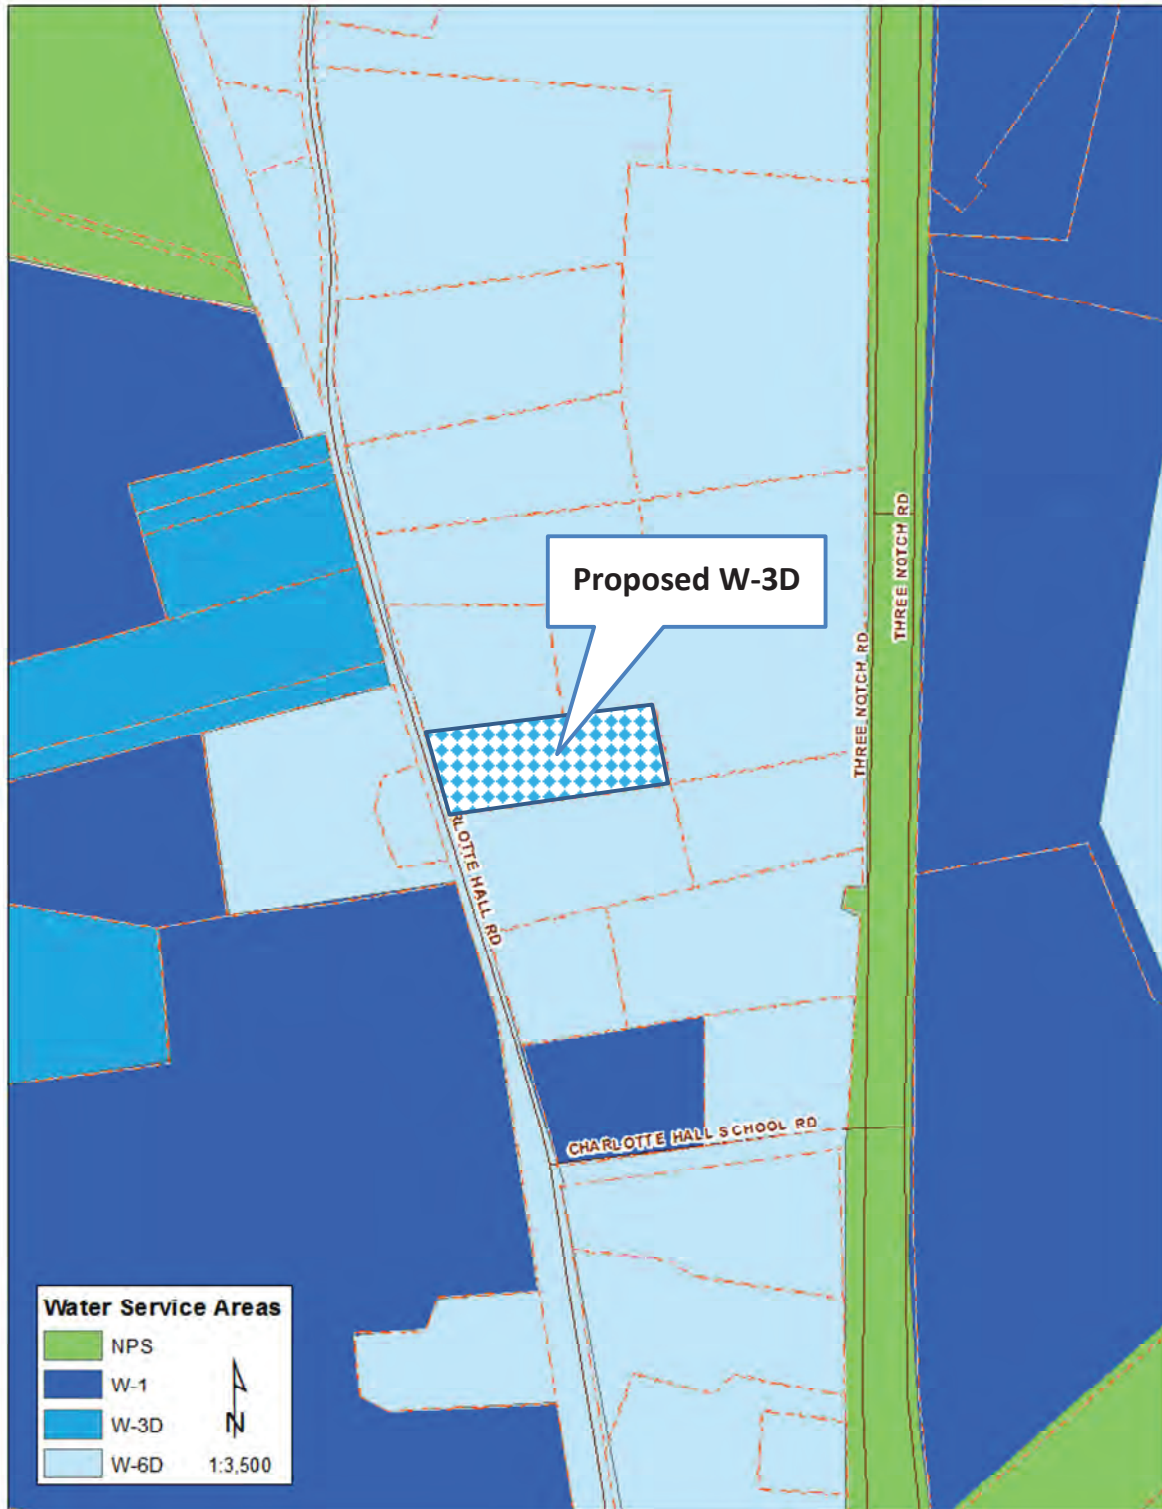 THREE NOTCH RD
Proposed W-3D
THREE NOTCH RD
RLOTTE HALL RD
CHARLOTTE HALL SCHOOL RD
Water Service Areas
NPS
W-1
W-3D
N
W-6D
1:3,500